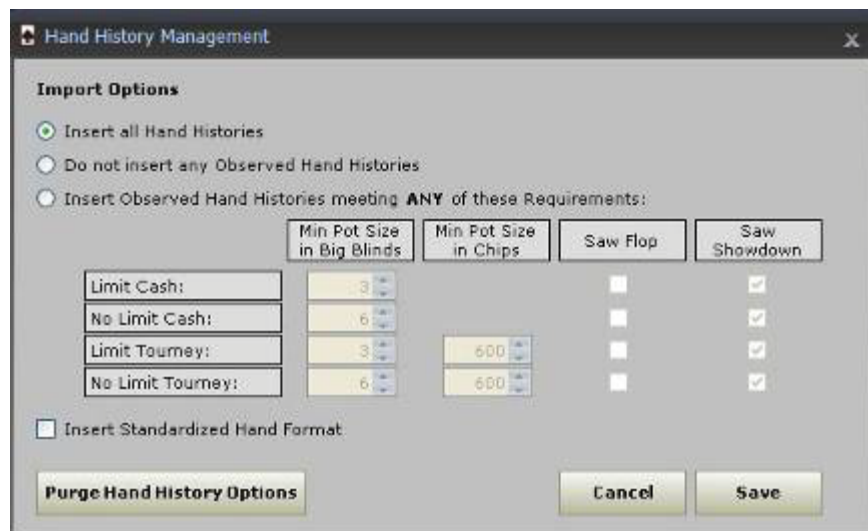 Hand History Management
x
Import Options
Insert all Hand Histories
Do not insert any Observed Hand Histories
Insert Observed Hand Histories meeting ANY of these Requirements:
Min Pot Size in Big Blinds
Min Pot Size in Chips
Saw Flop
Saw Showdown
Limit Cash: 3
No Limit Cash: 6
Limit Tourney: 3 600
No Limit Tourney: 6 600
Insert Standardized Hand Format
Purge Hand History Options Cancel Save